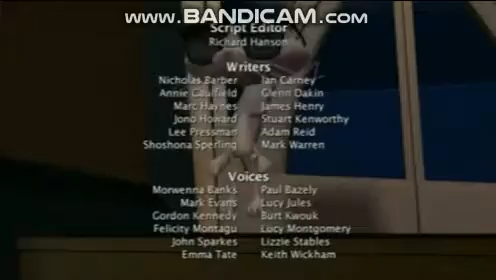 www.BANDICAM.com
Script Editor
Richard Hanson
Writers
Nicholas Barber Ian Carney
Annie Caulfield Glenn Dakin
Marc Haynes James Henry
Jono Howard Stuart Kenworthy
Lee Pressman Adam Reid
Shoshona Sperling Mark Warren
Voices
Morwenna Banks Paul Bazely
Mark Evans Lucy Jules
Gordon Kennedy Burt Kwouk
Felicity Montagu Lucy Montgomery
John Sparkes Lizzie Stables
Emma Tate Keith Wickham